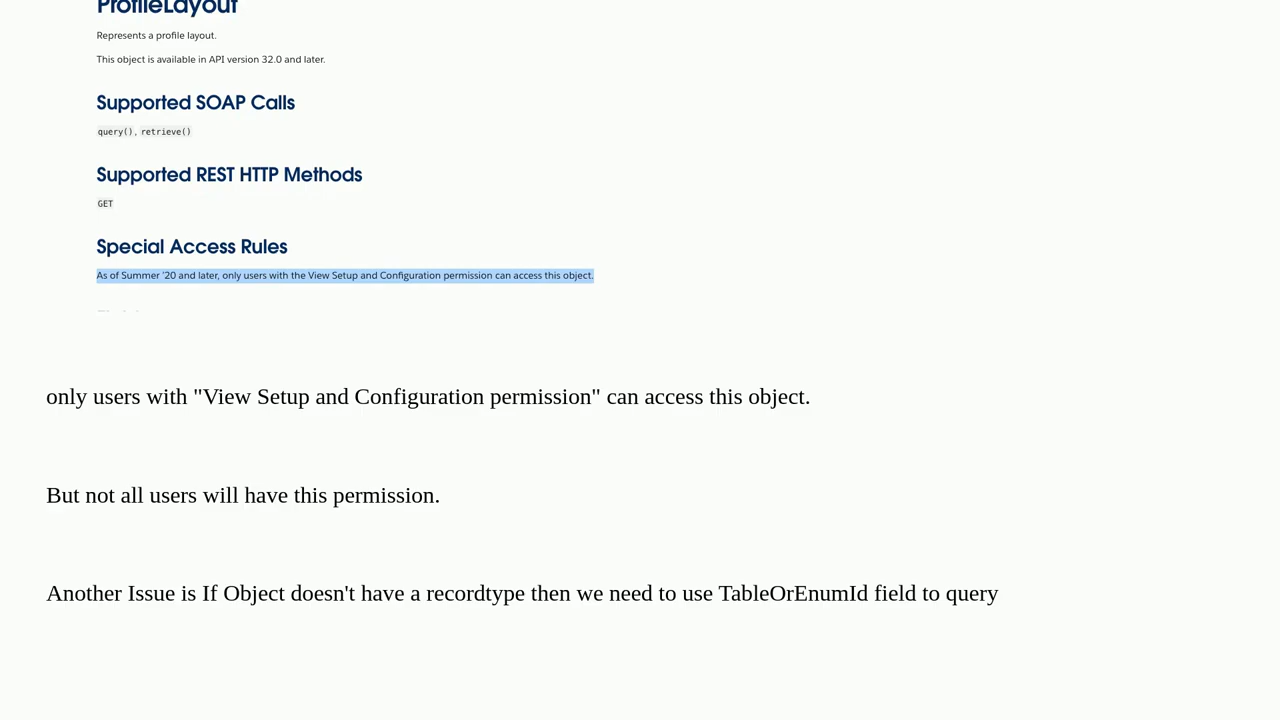 ProfileLayout
Represents a profile layout.
This object is available in API version 32.0 and later.
Supported SOAP Calls
query(), retrieve()
Supported REST HTTP Methods
GET
Special Access Rules
As of Summer '20 and later, only users with the View Setup and Configuration permission can access this object.
only users with "View Setup and Configuration permission" can access this object.
But not all users will have this permission.
Another Issue is If Object doesn't have a recordtype then we need to use TableOrEnumId field to query